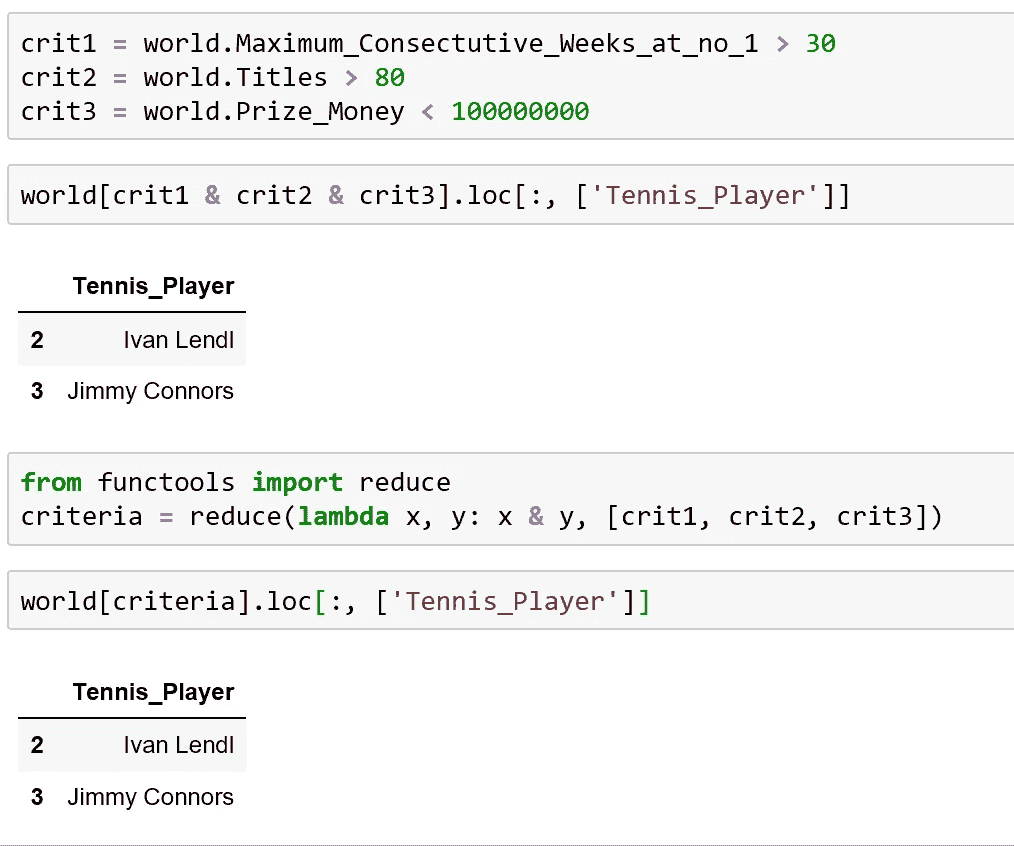 crit1 = world.Maximum_Consectutive_Weeks_at_no_1 > 30
crit2 = world.Titles > 80
crit3 = world.Prize_Money < 100000000
world[crit1 & crit2 & crit3].loc[:, ['Tennis_Player']]
Tennis_Player
2 Ivan Lendl
3 Jimmy Connors
from functools import reduce
criteria = reduce(lambda x, y: x & y, [crit1, crit2, crit3])
world[criteria].loc[:, ['Tennis_Player']]
Tennis_Player
2 Ivan Lendl
3 Jimmy Connors